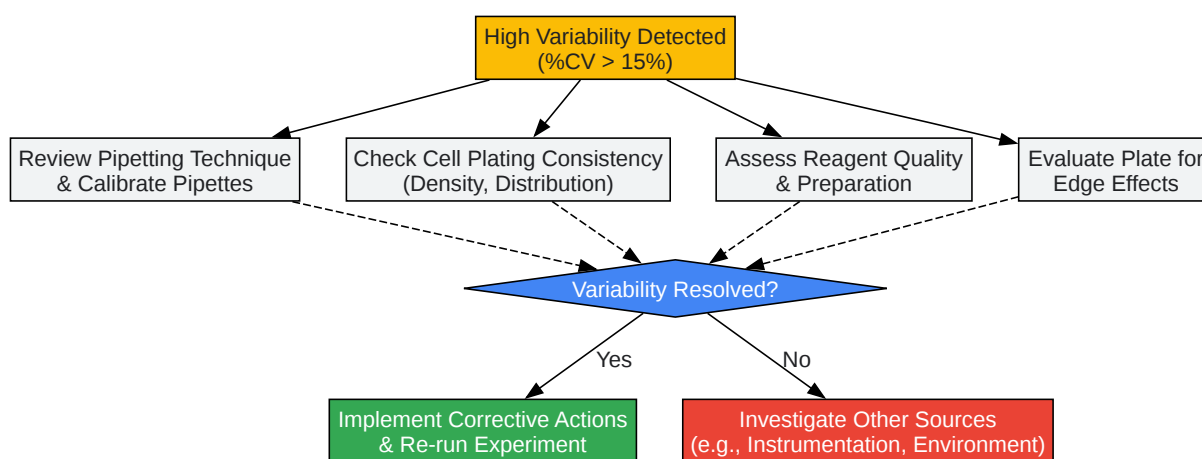 High Variability Detected
(%CV > 15%)
Review Pipetting Technique
& Calibrate Pipettes
Check Cell Plating Consistency
(Density, Distribution)
Assess Reagent Quality
& Preparation
Evaluate Plate for
Edge Effects
Variability Resolved?
Yes
No
Implement Corrective Actions
& Re-run Experiment
Investigate Other Sources
(e.g., Instrumentation, Environment)